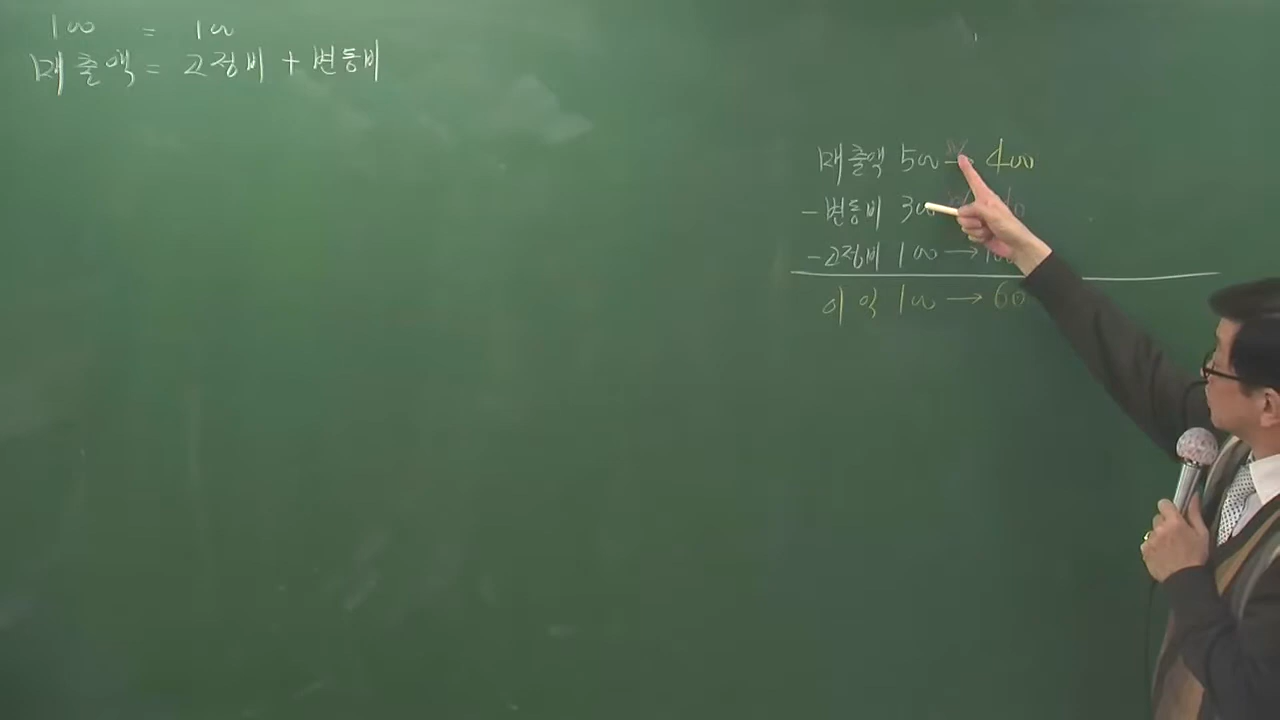 100 = 100
매출액 = 고정비 + 변동비
매출액 500 → 400
- 변동비 300
- 고정비 100 → 100
이익 100 → 60